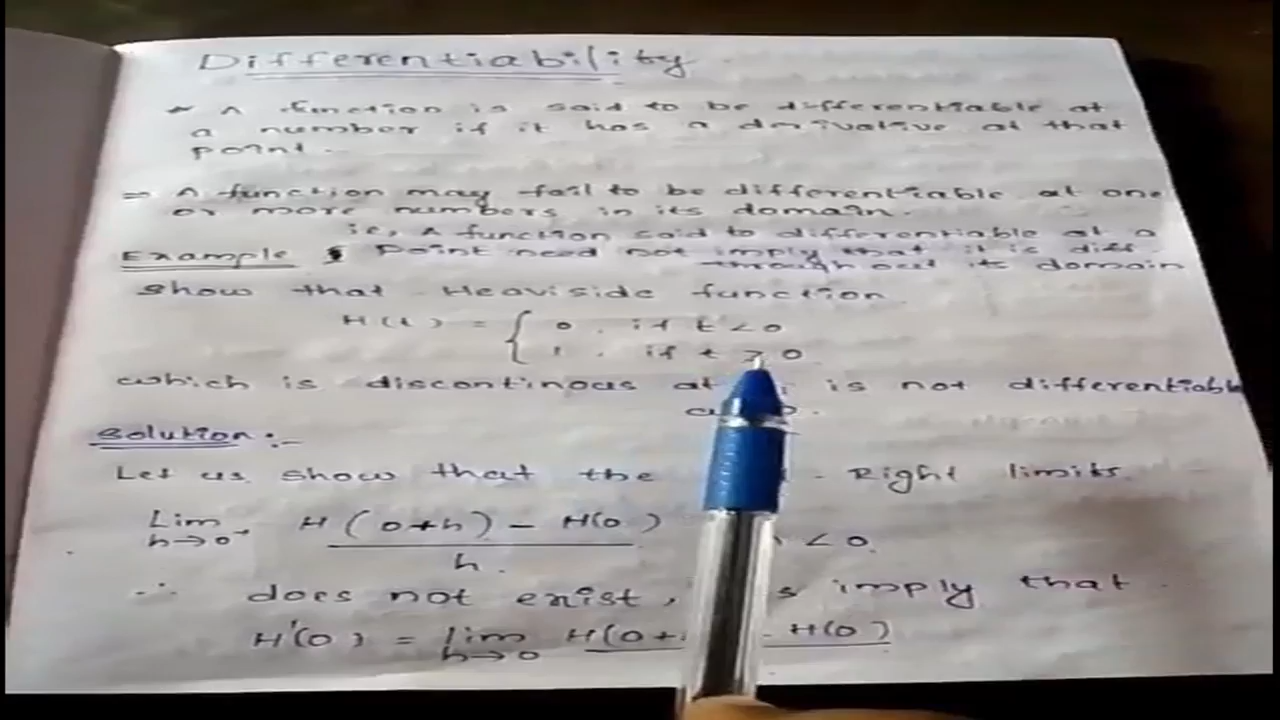 Differentiability
* A function is said to be differentiable at
a number if it has a derivative at that
point.
⇒ A function may fail to be differentiable at one
or more numbers in its domain.
ie, A function said to differentiable at a
Example Point need not imply that it is diff
through out its domain
Show that Heaviside function
H(t) = { 0 , if t < 0
1 , if t ≥ 0
which is discontinous at is not differentiable
Solution :-
Let us show that the - Right limits.
Lim H(0+h) - H(0) < 0.
h→0⁻ h.
∴ does not exist, imply that
H'(0) = lim H(0+ - H(0)
h→0